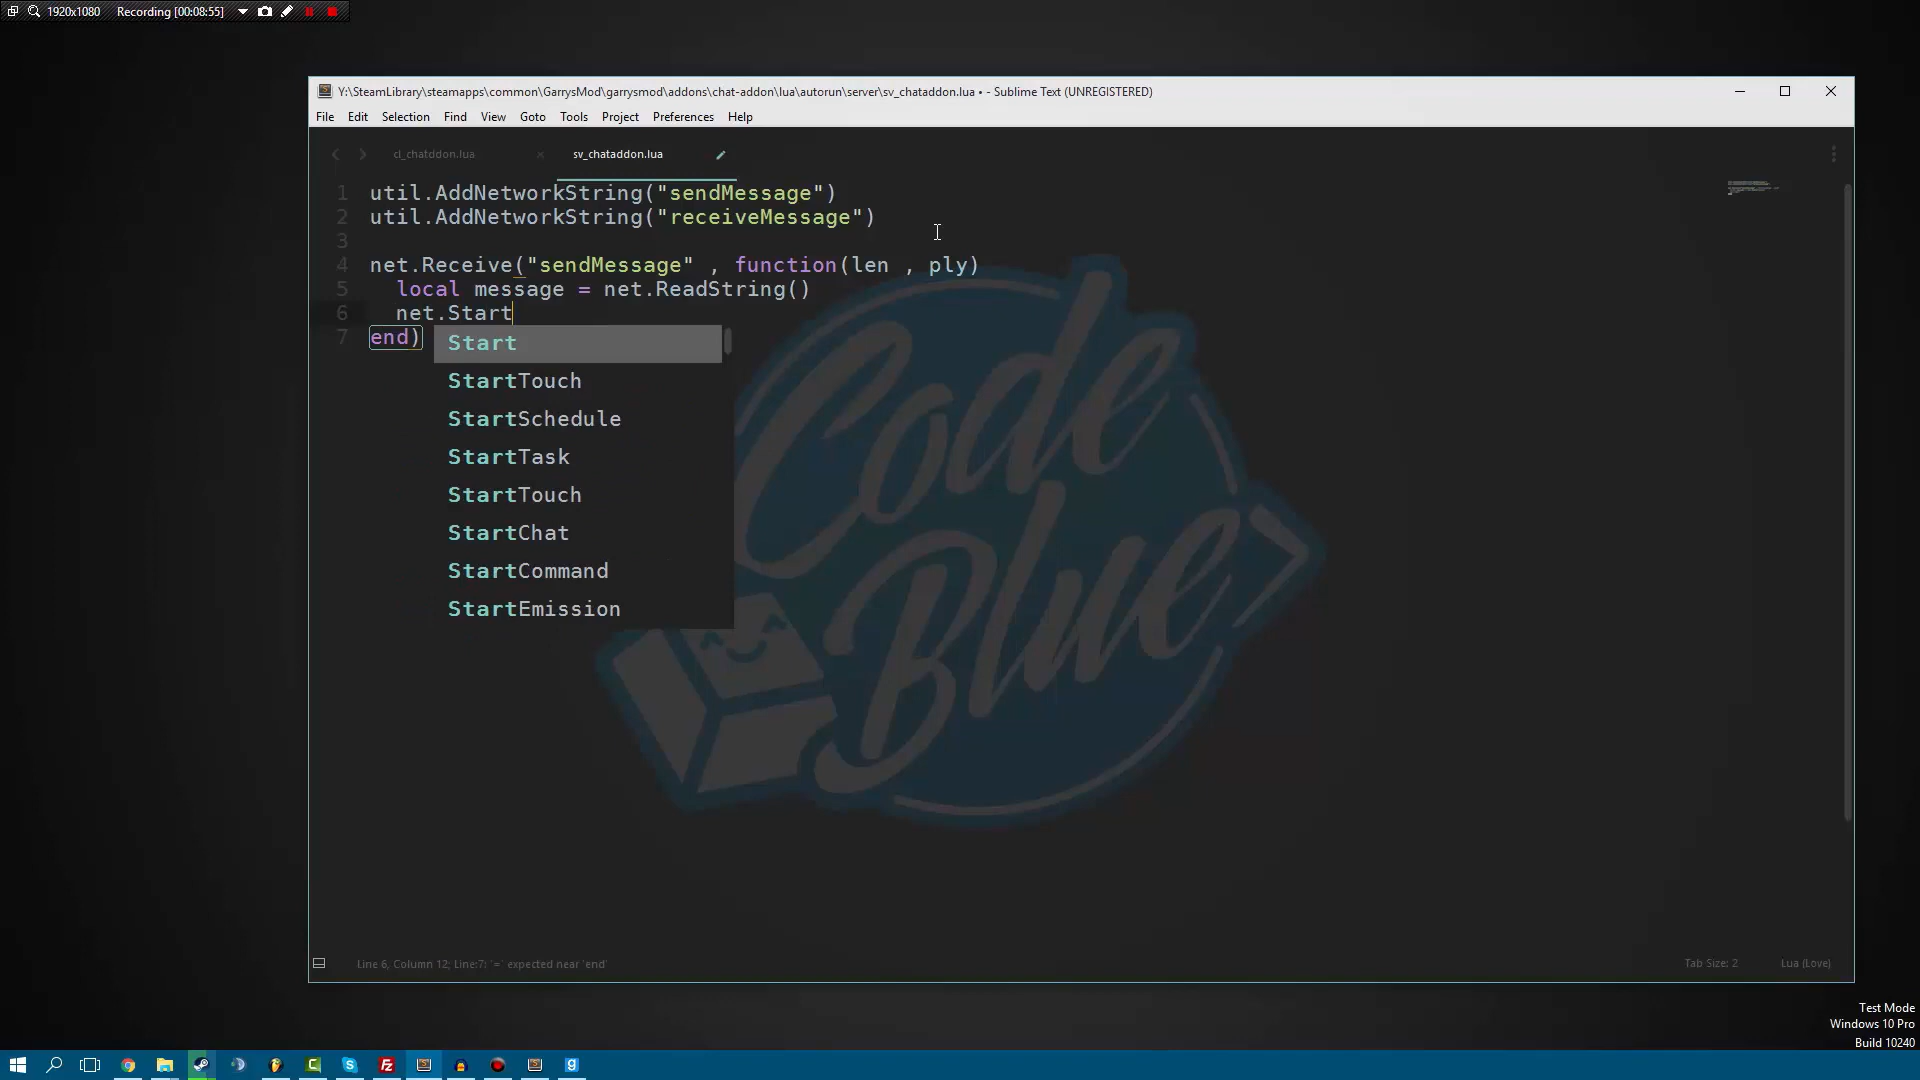 1920x1080 Recording [00:08:55]
Y:\SteamLibrary\steamapps\common\GarrysMod\garrysmod\addons\chat-addon\lua\autorun\server\sv_chataddon.lua • - Sublime Text (UNREGISTERED)
File Edit Selection Find View Goto Tools Project Preferences Help
cl_chatddon.lua sv_chataddon.lua
1 util.AddNetworkString("sendMessage")
2 util.AddNetworkString("receiveMessage")
3
4 net.Receive("sendMessage" , function(len , ply)
5 local message = net.ReadString()
6 net.Start
7 end)
Start
StartTouch
StartSchedule
StartTask
StartTouch
StartChat
StartCommand
StartEmission
Code
Blue
Line 6, Column 12; Line:7: `=` expected near 'end' Tab Size: 2 Lua (Love)
Test Mode
Windows 10 Pro
Build 10240